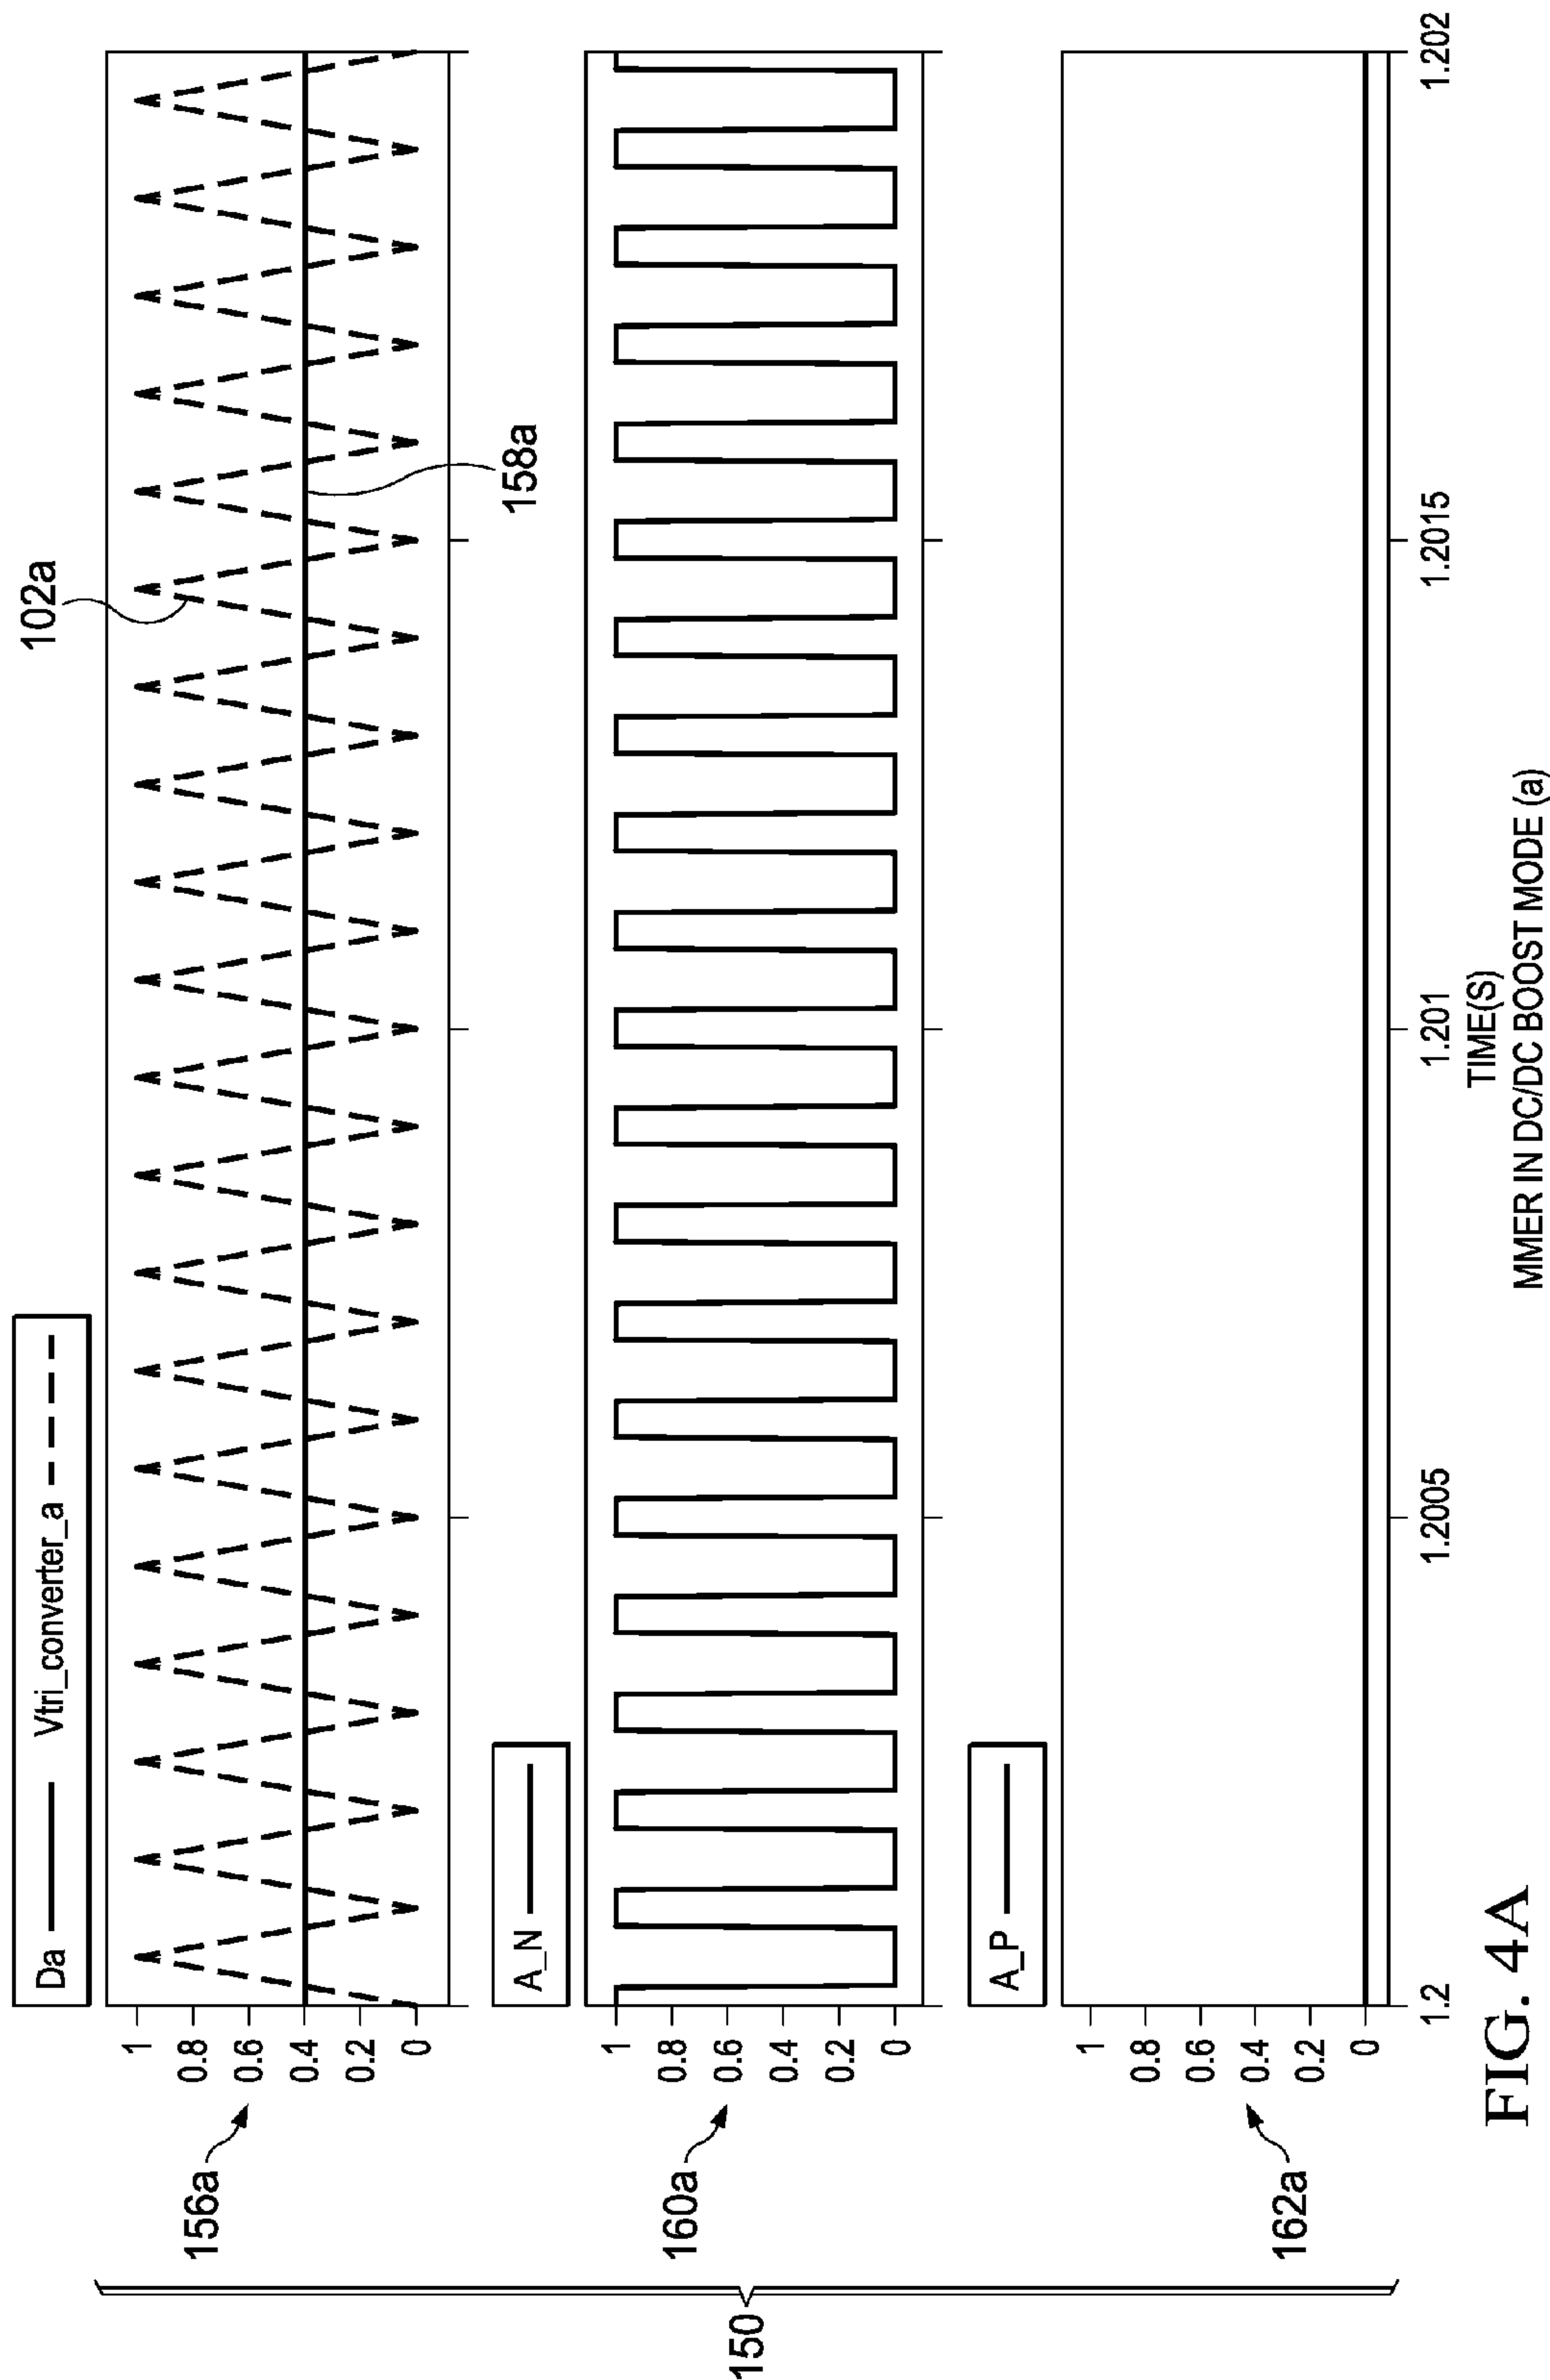 102a
Da Vtri_converter_a
1
0.8
0.6
0.4
0.2
0
156a
158a
A_N
1
0.8
0.6
0.4
0.2
0
160a
150
A_P
1
0.8
0.6
0.4
0.2
0
162a
1.2 1.2005 1.201 1.2015 1.202
TIME(S)
MMER IN DC/DC BOOST MODE (a)
FIG. 4A